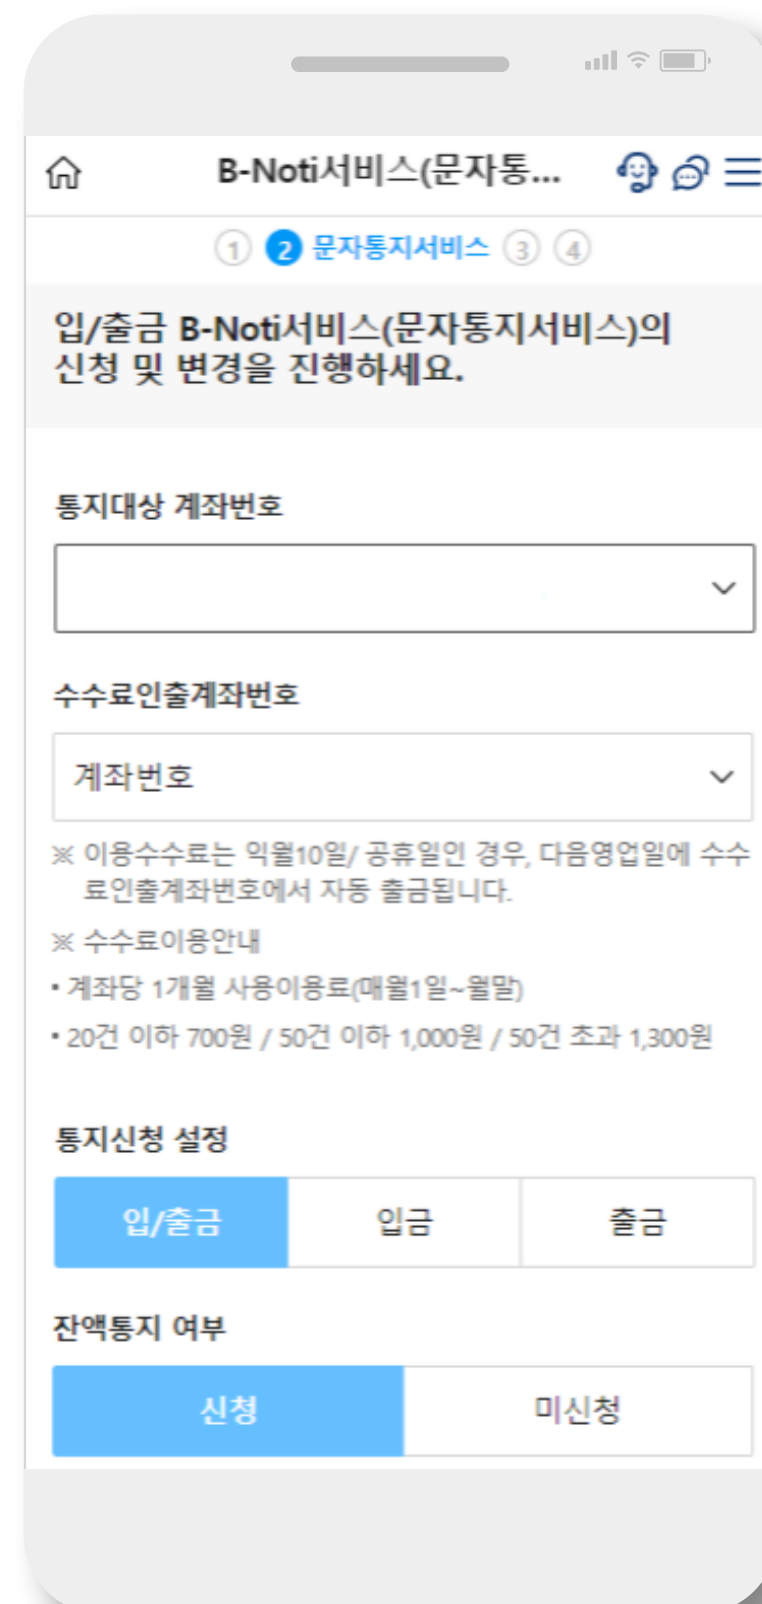 B-Noti서비스(문자통...
1 2 문자통지서비스 3 4
입/출금 B-Noti서비스(문자통지서비스)의
신청 및 변경을 진행하세요.
통지대상 계좌번호
수수료인출계좌번호
계좌번호
※ 이용수수료는 익월10일/ 공휴일인 경우, 다음영업일에 수수
료인출계좌번호에서 자동 출금됩니다.
※ 수수료이용안내
• 계좌당 1개월 사용이용료(매월1일~월말)
• 20건 이하 700원 / 50건 이하 1,000원 / 50건 초과 1,300원
통지신청 설정
입/출금 입금 출금
잔액통지 여부
신청 미신청